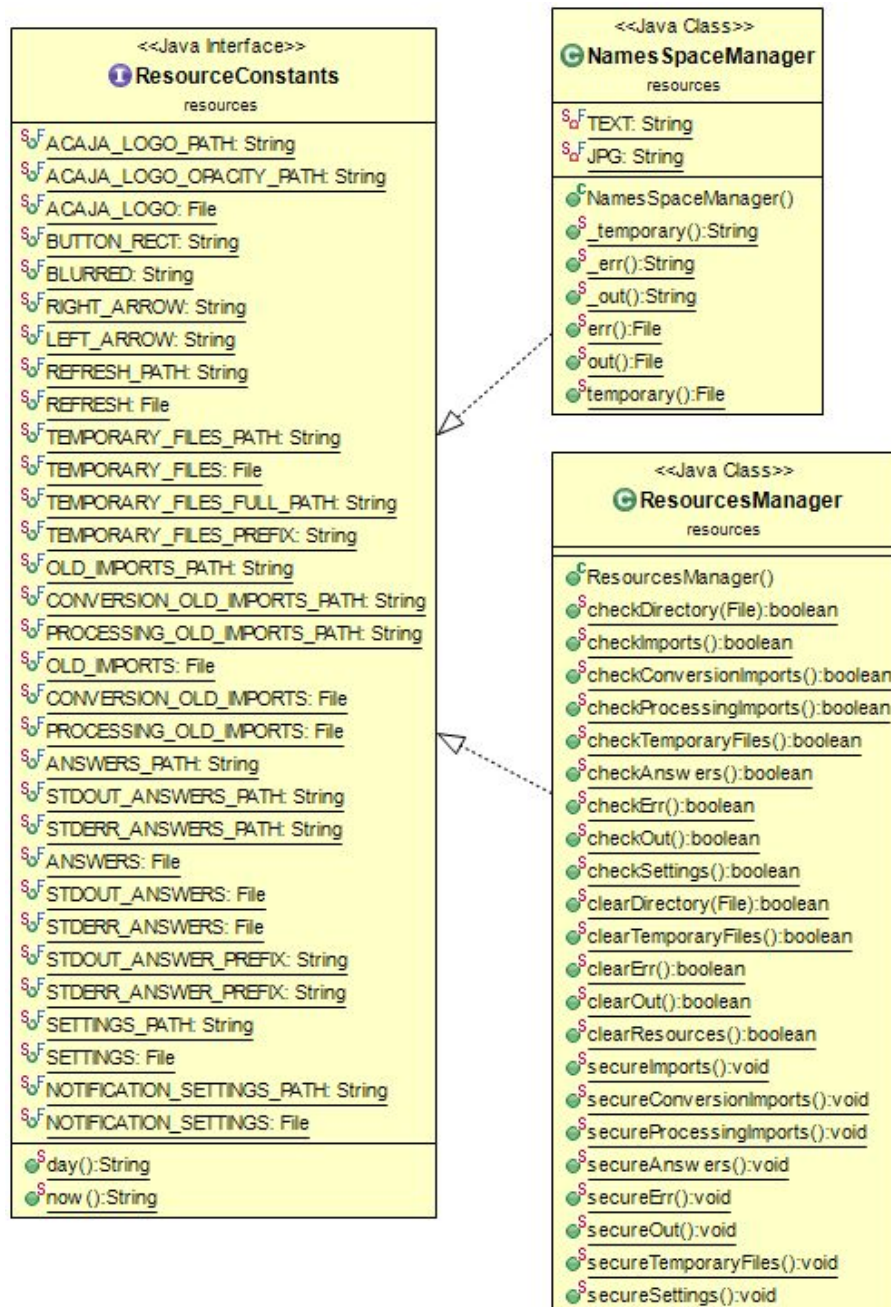 <<Java Interface>>
ResourceConstants
resources
ACAJA_LOGO_PATH: String
ACAJA_LOGO_OPACITY_PATH: String
ACAJA_LOGO: File
BUTTON_RECT: String
BLURRED: String
RIGHT_ARROW: String
LEFT_ARROW: String
REFRESH_PATH: String
REFRESH: File
TEMPORARY_FILES_PATH: String
TEMPORARY_FILES: File
TEMPORARY_FILES_FULL_PATH: String
TEMPORARY_FILES_PREFIX: String
OLD_IMPORTS_PATH: String
CONVERSION_OLD_IMPORTS_PATH: String
PROCESSING_OLD_IMPORTS_PATH: String
OLD_IMPORTS: File
CONVERSION_OLD_IMPORTS: File
PROCESSING_OLD_IMPORTS: File
ANSWERS_PATH: String
STDOUT_ANSWERS_PATH: String
STDERR_ANSWERS_PATH: String
ANSWERS: File
STDOUT_ANSWERS: File
STDERR_ANSWERS: File
STDOUT_ANSWER_PREFIX: String
STDERR_ANSWER_PREFIX: String
SETTINGS_PATH: String
SETTINGS: File
NOTIFICATION_SETTINGS_PATH: String
NOTIFICATION_SETTINGS: File
day():String
now():String
<<Java Class>>
NamesSpaceManager
resources
TEXT: String
JPG: String
NamesSpaceManager()
_temporary():String
_err():String
_out():String
err():File
out():File
temporary():File
<<Java Class>>
ResourcesManager
resources
ResourcesManager()
checkDirectory(File):boolean
checkImports():boolean
checkConversionImports():boolean
checkProcessingImports():boolean
checkTemporaryFiles():boolean
checkAnswers():boolean
checkErr():boolean
checkOut():boolean
checkSettings():boolean
clearDirectory(File):boolean
clearTemporaryFiles():boolean
clearErr():boolean
clearOut():boolean
clearResources():boolean
secureImports():void
secureConversionImports():void
secureProcessingImports():void
secureAnswers():void
secureErr():void
secureOut():void
secureTemporaryFiles():void
secureSettings():void